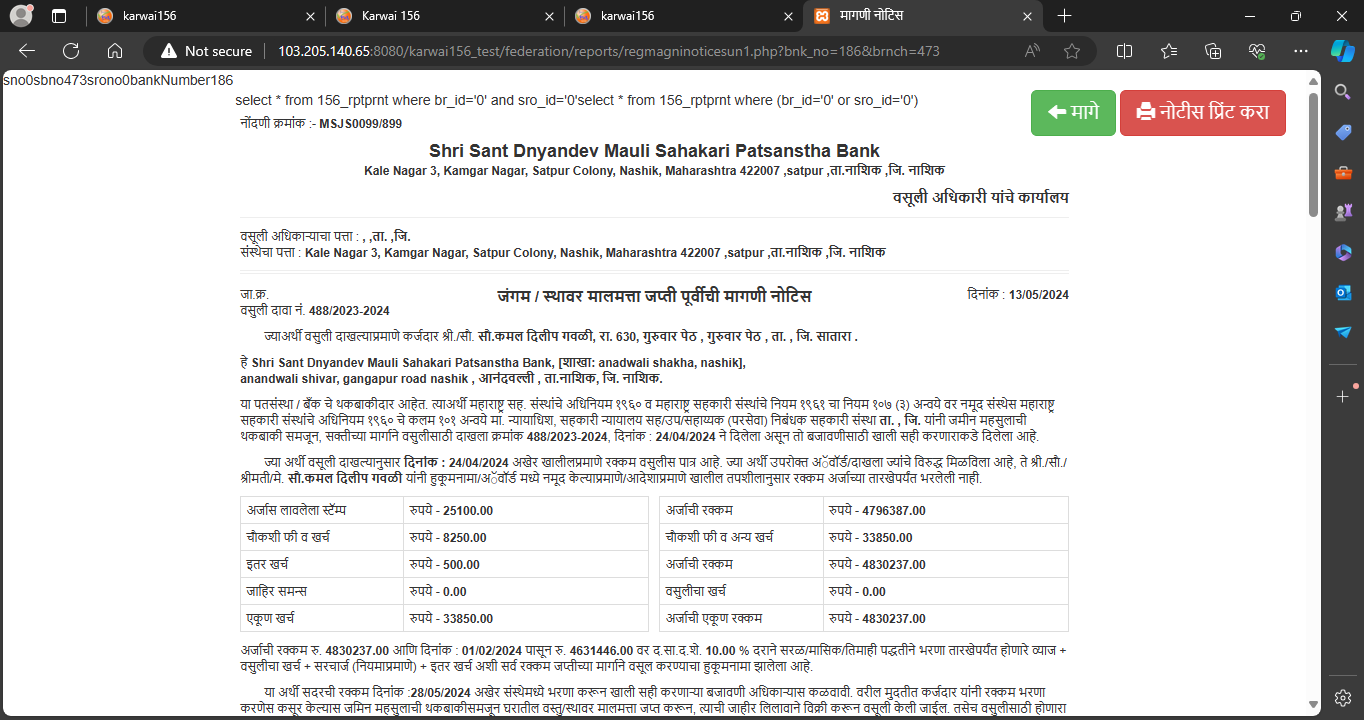 karwai156
Karwai 156
karwai156
मागणी नोटिस
Not secure
103.205.140.65:8080/karwai156_test/federation/reports/regmagninoticesun1.php?bnk_no=186&brnch=473
sno0sbno473srono0bankNumber186
select * from 156_rptprnt where br_id='0' and sro_id='0'select * from 156_rptprnt where (br_id='0' or sro_id='0')
मागे
नोटीस प्रिंट करा
नोंदणी क्रमांक :- MSJS0099/899
Shri Sant Dnyandev Mauli Sahakari Patsanstha Bank
Kale Nagar 3, Kamgar Nagar, Satpur Colony, Nashik, Maharashtra 422007 ,satpur ,ता.नाशिक ,जि. नाशिक
वसूली अधिकारी यांचे कार्यालय
वसूली अधिकाऱ्याचा पत्ता : , ,ता. ,जि.
संस्थेचा पत्ता : Kale Nagar 3, Kamgar Nagar, Satpur Colony, Nashik, Maharashtra 422007 ,satpur ,ता.नाशिक ,जि. नाशिक
जा.क्र. जंगम / स्थावर मालमत्ता जप्ती पूर्वीची मागणी नोटिस दिनांक : 13/05/2024
वसुली दावा नं. 488/2023-2024
ज्याअर्थी वसुली दाखल्याप्रमाणे कर्जदार श्री./सौ. सौ.कमल दिलीप गवळी, रा. 630, गुरुवार पेठ , गुरुवार पेठ , ता. , जि. सातारा .
हे Shri Sant Dnyandev Mauli Sahakari Patsanstha Bank, [शाखा: anadwali shakha, nashik],
anandwali shivar, gangapur road nashik , आनंदवल्ली , ता.नाशिक, जि. नाशिक.
या पतसंस्था / बँक चे थकबाकीदार आहेत. त्याअर्थी महाराष्ट्र सह. संस्थांचे अधिनियम १९६० व महाराष्ट्र सहकारी संस्थांचे नियम १९६१ चा नियम १०७ (३) अन्वये वर नमूद संस्थेस महाराष्ट्र
सहकारी संस्थांचे अधिनियम १९६० चे कलम १०१ अन्वये मा. न्यायाधिश, सहकारी न्यायालय सह/उप/सहाय्यक (परसेवा) निबंधक सहकारी संस्था ता. , जि. यांनी जमीन महसुलाची
थकबाकी समजून, सक्तीच्या मार्गाने वसुलीसाठी दाखला क्रमांक 488/2023-2024, दिनांक : 24/04/2024 ने दिलेला असून तो बजावणीसाठी खाली सही करणाराकडे दिलेला आहे.
ज्या अर्थी वसूली दाखल्यानुसार दिनांक : 24/04/2024 अखेर खालीलप्रमाणे रक्कम वसुलीस पात्र आहे. ज्या अर्थी उपरोक्त अॅवॉर्ड/दाखला ज्यांचे विरुद्ध मिळविला आहे, ते श्री./सौ./
श्रीमती/मे. सौ.कमल दिलीप गवळी यांनी हुकूमनामा/अॅवॉर्ड मध्ये नमूद केल्याप्रमाणे/आदेशाप्रमाणे खालील तपशीलानुसार रक्कम अर्जाच्या तारखेपर्यंत भरलेली नाही.
अर्जास लावलेला स्टॅम्प रुपये - 25100.00 अर्जाची रक्कम रुपये - 4796387.00
चौकशी फी व खर्च रुपये - 8250.00 चौकशी फी व अन्य खर्च रुपये - 33850.00
इतर खर्च रुपये - 500.00 अर्जाची रक्कम रुपये - 4830237.00
जाहिर समन्स रुपये - 0.00 वसुलीचा खर्च रुपये - 0.00
एकूण खर्च रुपये - 33850.00 अर्जाची एकूण रक्कम रुपये - 4830237.00
अर्जाची रक्कम रु. 4830237.00 आणि दिनांक : 01/02/2024 पासून रु. 4631446.00 वर द.सा.द.शे. 10.00 % दराने सरळ/मासिक/तिमाही पद्धतीने भरणा तारखेपर्यंत होणारे व्याज +
वसुलीचा खर्च + सरचार्ज (नियमाप्रमाणे) + इतर खर्च अशी सर्व रक्कम जप्तीच्या मार्गाने वसूल करण्याचा हुकूमनामा झालेला आहे.
या अर्थी सदरची रक्कम दिनांक :28/05/2024 अखेर संस्थेमध्ये भरणा करून खाली सही करणाऱ्या बजावणी अधिकाऱ्यास कळवावी. वरील मुदतीत कर्जदार यांनी रक्कम भरणा
करणेस कसूर केल्यास जमिन महसुलाची थकबाकीसमजून घरातील वस्तु/स्थावर मालमत्ता जप्त करून, त्याची जाहीर लिलावाने विक्री करून वसूली केली जाईल. तसेच वसुलीसाठी होणारा